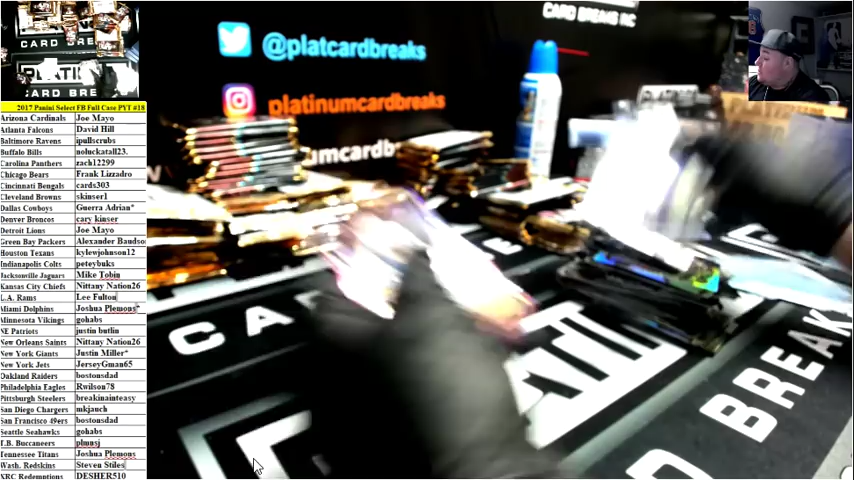 CARD BREAKS NC
@platcardbreaks
platinumcardbreaks
umcardb
CARD BRE
CARD BRE
2017 Panini Select FB Full Case PYT #18
Arizona Cardinals Joe Mayo
Atlanta Falcons David Hill
Baltimore Ravens ipullscrubs
Buffalo Bills noluckatall23.
Carolina Panthers zach12299
Chicago Bears Frank Lizzadro
Cincinnati Bengals cards303
Cleveland Browns skinser1
Dallas Cowboys Guerra Adrian*
Denver Broncos cary kinser
Detroit Lions Joe Mayo
Green Bay Packers Alexander Baudso
Houston Texans kylewjohnson12
Indianapolis Colts peteybuks
Jacksonville Jaguars Mike Tobin
Kansas City Chiefs Nittany Nation26
L.A. Rams Lee Fulton
Miami Dolphins Joshua Plemons*
Minnesota Vikings gohabs
NE Patriots justin butlin
New Orleans Saints Nittany Nation26
New York Giants Justin Miller*
New York Jets JerseyGman65
Oakland Raiders bostonsdad
Philadelphia Eagles Rwilson78
Pittsburgh Steelers breakinainteasy
San Diego Chargers mkjauch
San Francisco 49ers bostonsdad
Seattle Seahawks gohabs
T.B. Buccaneers plunsj
Tennessee Titans Joshua Plemons
Wash. Redskins Steven Stiles
XRC Redemptions DESHER510
CA
D BREAK